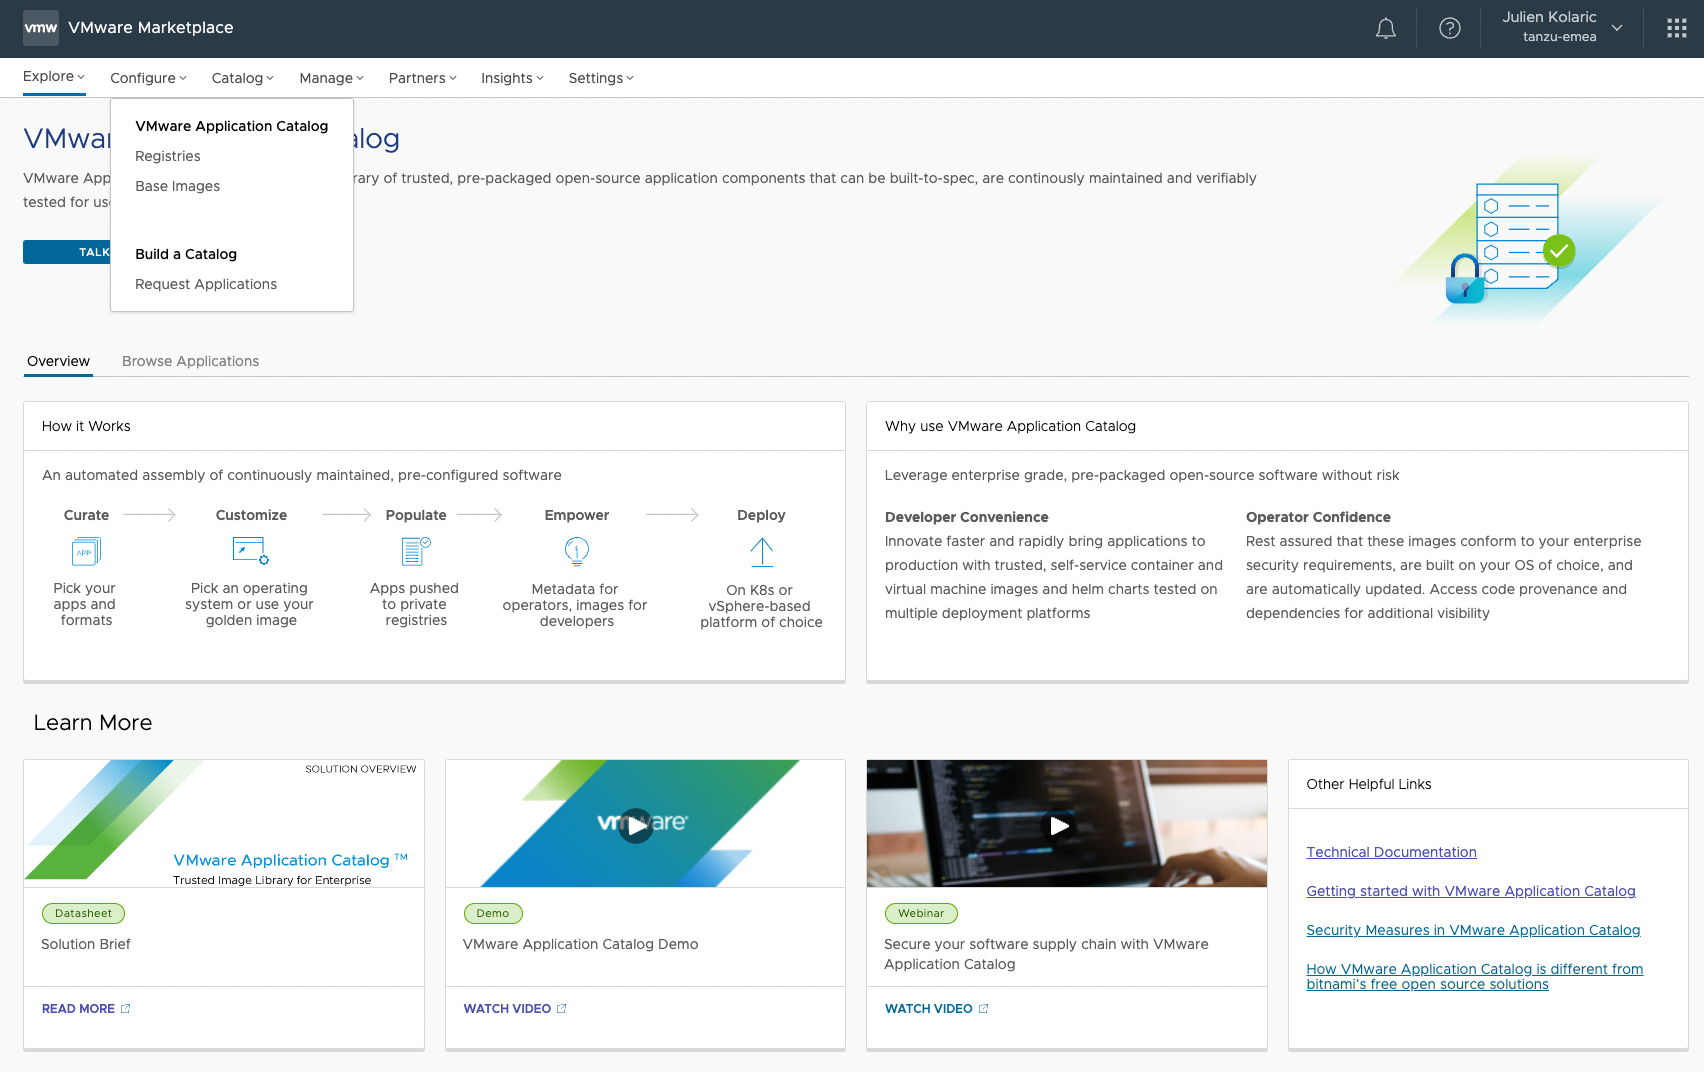 vmw VMware Marketplace
Julien Kolaric
tanzu-emea
Explore Configure Catalog Manage Partners Insights Settings
VMware Application Catalog
Registries
Base Images
Build a Catalog
Request Applications
alog
VMware App rary of trusted, pre-packaged open-source application components that can be built-to-spec, are continously maintained and verifiably
tested for us
TALK
Overview Browse Applications
How it Works
An automated assembly of continuously maintained, pre-configured software
Curate Customize Populate Empower Deploy
APP
Pick your
apps and
formats
Pick an operating
system or use your
golden image
Apps pushed
to private
registries
Metadata for
operators, images for
developers
On K8s or
vSphere-based
platform of choice
Why use VMware Application Catalog
Leverage enterprise grade, pre-packaged open-source software without risk
Developer Convenience
Innovate faster and rapidly bring applications to
production with trusted, self-service container and
virtual machine images and helm charts tested on
multiple deployment platforms
Operator Confidence
Rest assured that these images conform to your enterprise
security requirements, are built on your OS of choice, and
are automatically updated. Access code provenance and
dependencies for additional visibility
Learn More
SOLUTION OVERVIEW
VMware Application Catalog ™
Trusted Image Library for Enterprise
Datasheet
Solution Brief
READ MORE
vmware®
Demo
VMware Application Catalog Demo
WATCH VIDEO
Webinar
Secure your software supply chain with VMware
Application Catalog
WATCH VIDEO
Other Helpful Links
Technical Documentation
Getting started with VMware Application Catalog
Security Measures in VMware Application Catalog
How VMware Application Catalog is different from
bitnami's free open source solutions